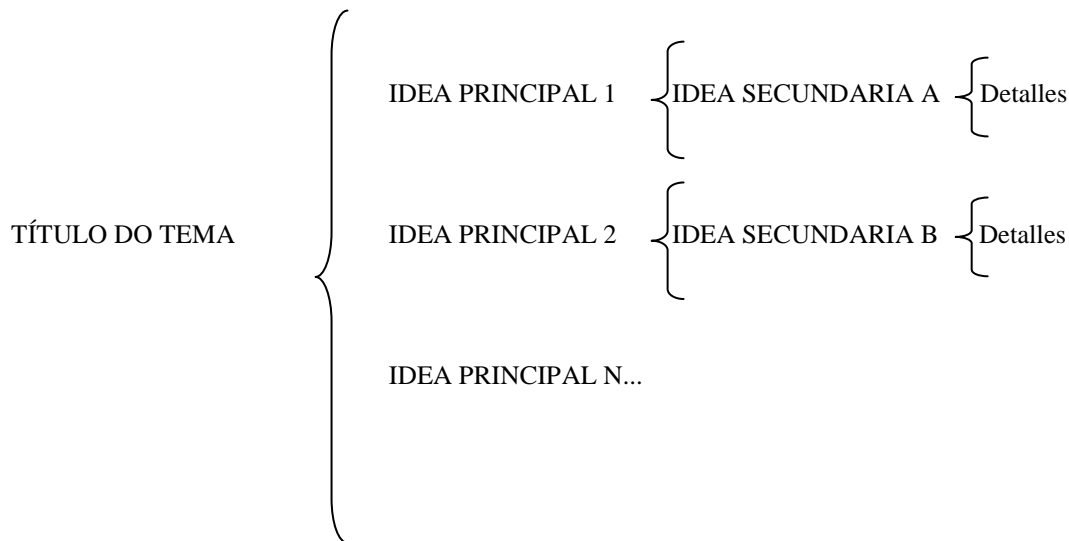 IDEA PRINCIPAL 1 IDEA SECUNDARIA A Detalles
TÍTULO DO TEMA IDEA PRINCIPAL 2 IDEA SECUNDARIA B Detalles
IDEA PRINCIPAL N...